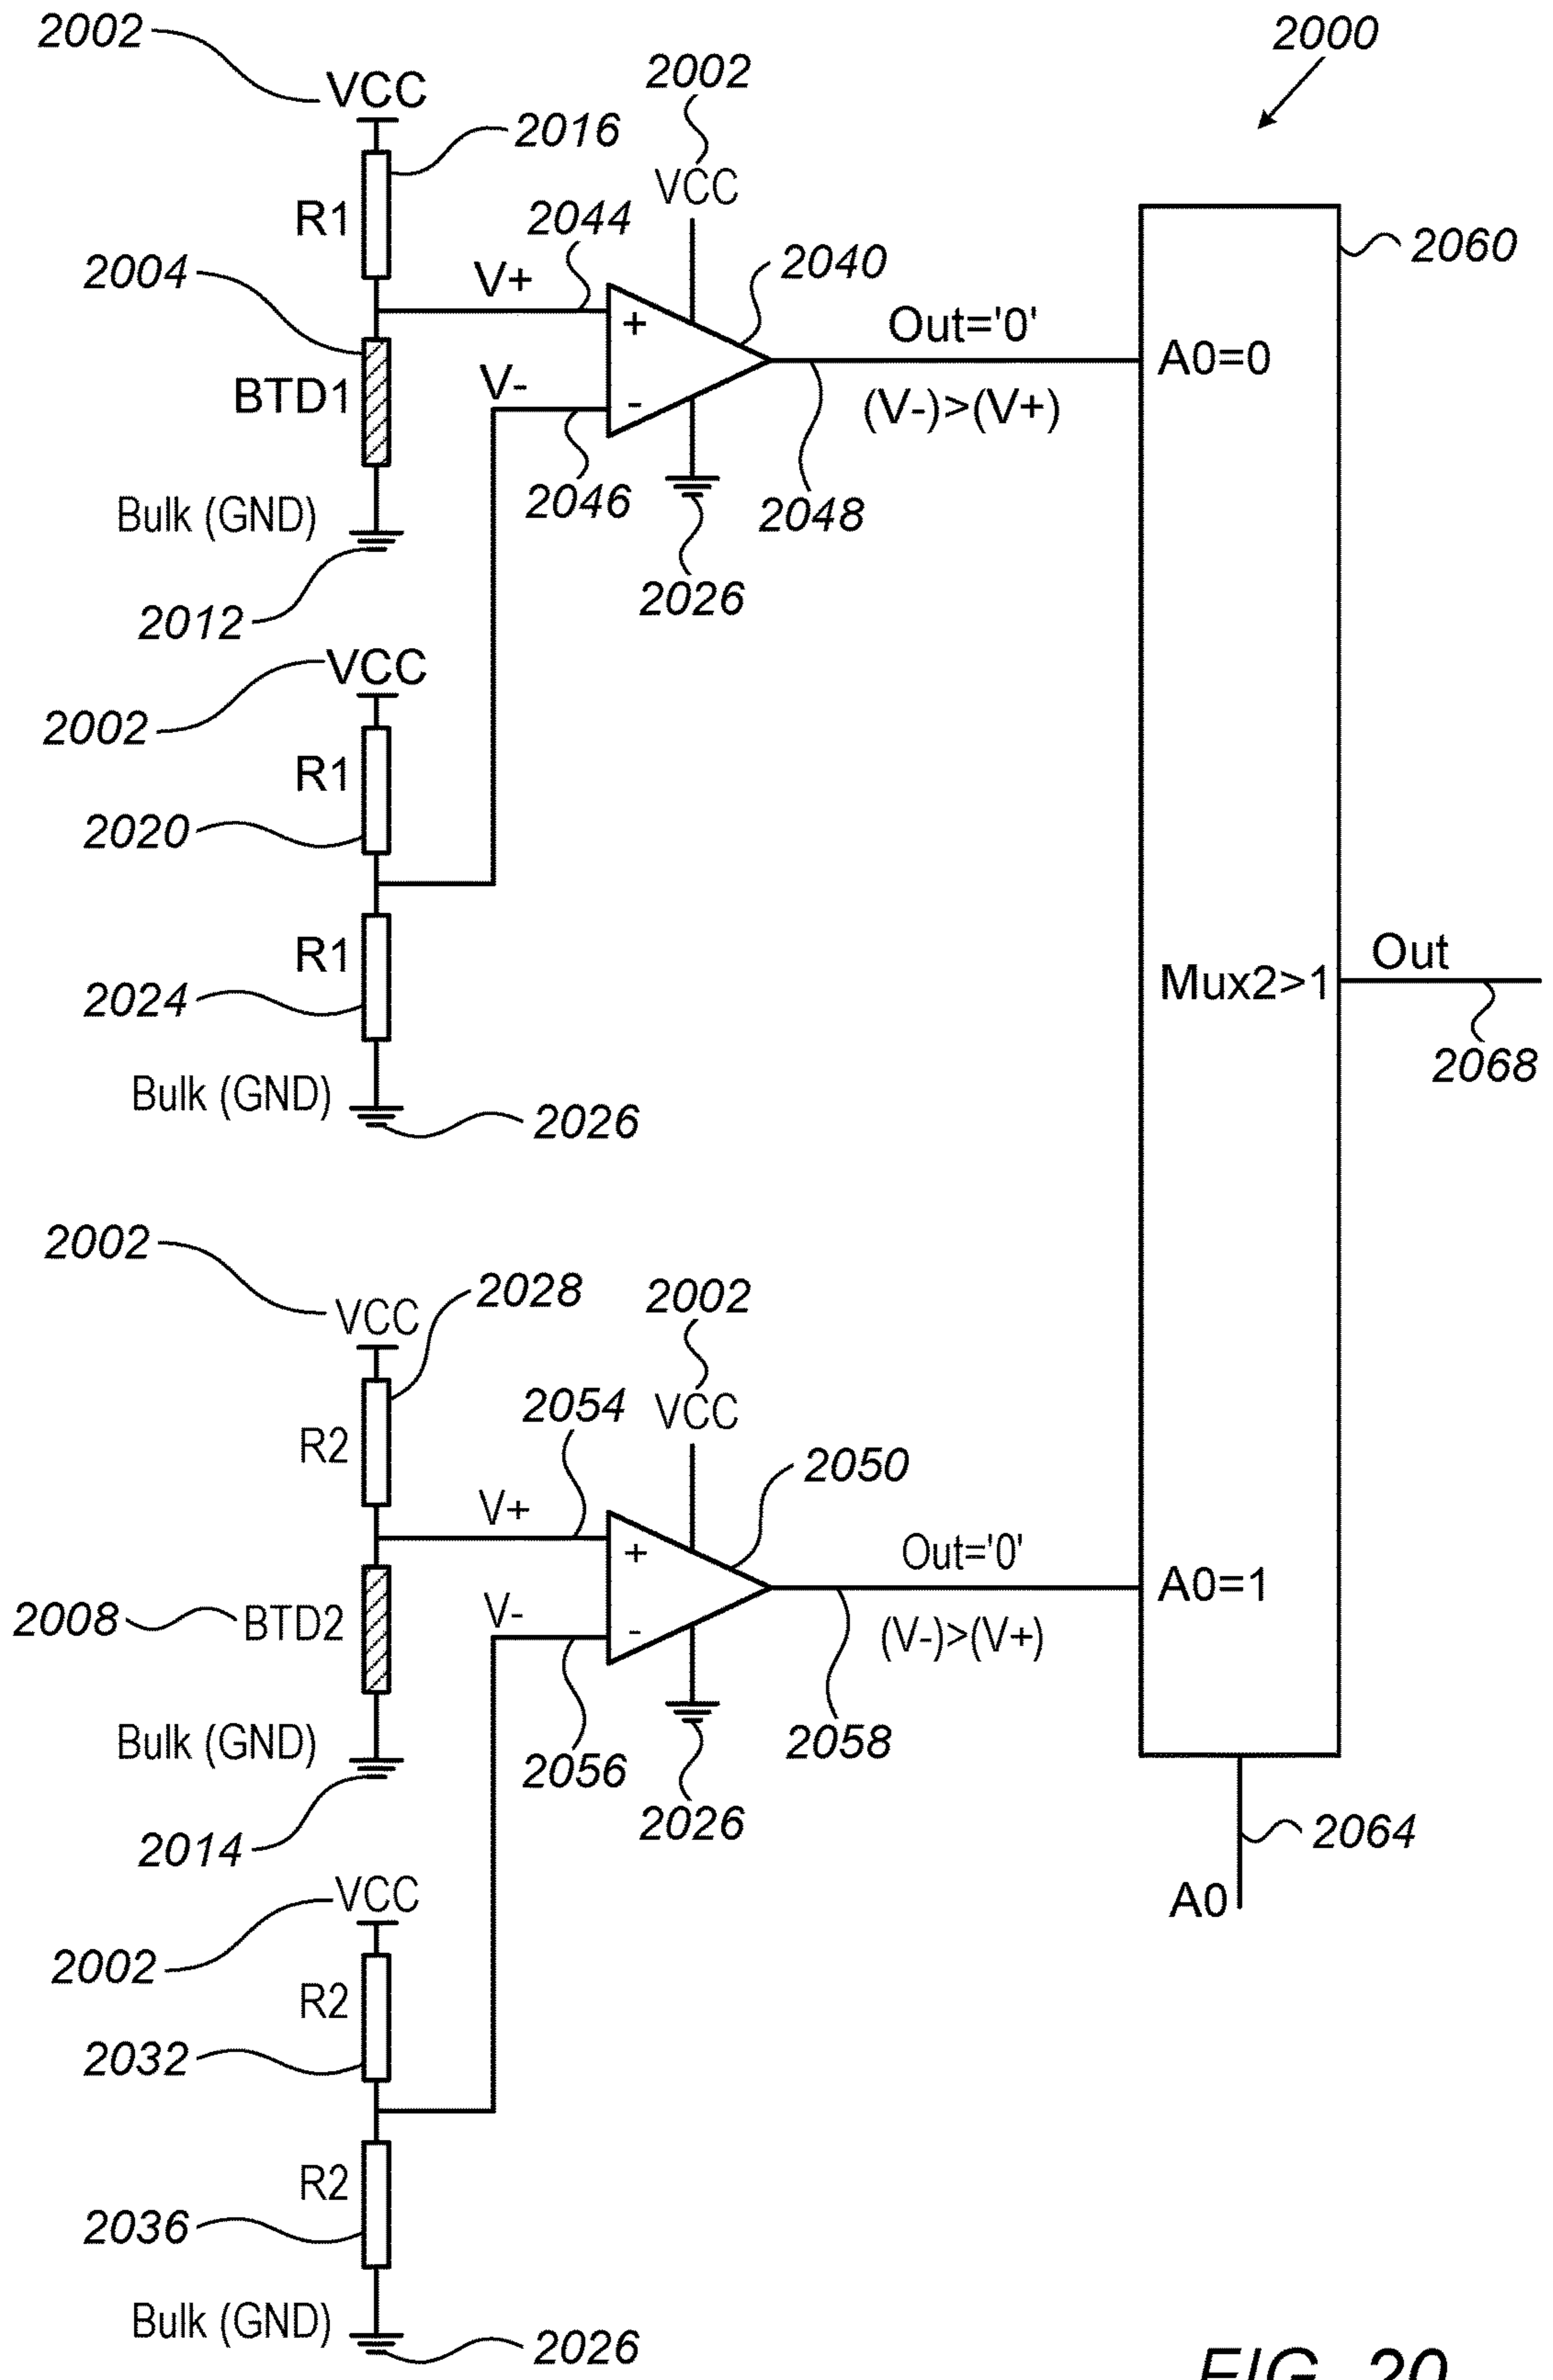 2002
2000
VCC
2002
2016
VCC
R1
2044
2060
2004
V+
2040
+
Out='0'
A0=0
BTD1
V-
-
(V-)>(V+)
Bulk (GND)
2046
2048
2012
2026
VCC
2002
R1
2020
R1
Out
Mux2>1
2024
2068
Bulk (GND)
2026
2002
2028
2002
VCC
VCC
2054
R2
2050
V+
+
Out='0'
A0=1
2008
BTD2
V-
-
(V-)>(V+)
Bulk (GND)
2056
2058
2014
2026
2064
VCC
A0
2002
R2
2032
R2
2036
Bulk (GND)
2026
FIG. 20